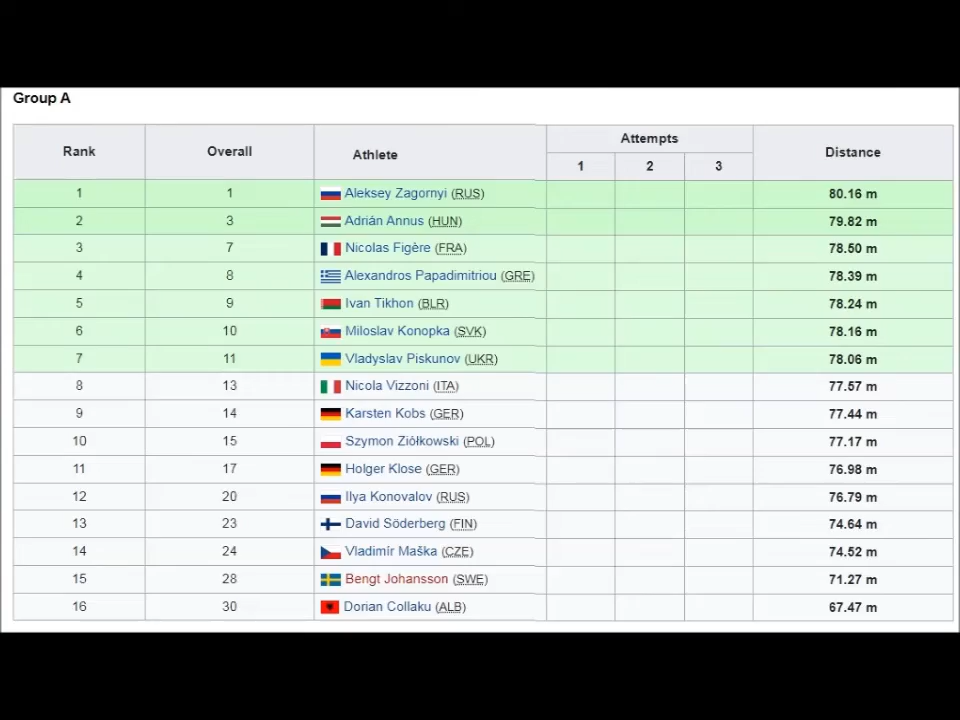 Group A
Rank Overall Athlete Attempts Distance
1 2 3
1 1 Aleksey Zagornyi (RUS) 80.16 m
2 3 Adrián Annus (HUN) 79.82 m
3 7 Nicolas Figère (FRA) 78.50 m
4 8 Alexandros Papadimitriou (GRE) 78.39 m
5 9 Ivan Tikhon (BLR) 78.24 m
6 10 Miloslav Konopka (SVK) 78.16 m
7 11 Vladyslav Piskunov (UKR) 78.06 m
8 13 Nicola Vizzoni (ITA) 77.57 m
9 14 Karsten Kobs (GER) 77.44 m
10 15 Szymon Ziółkowski (POL) 77.17 m
11 17 Holger Klose (GER) 76.98 m
12 20 Ilya Konovalov (RUS) 76.79 m
13 23 David Söderberg (FIN) 74.64 m
14 24 Vladimír Maška (CZE) 74.52 m
15 28 Bengt Johansson (SWE) 71.27 m
16 30 Dorian Collaku (ALB) 67.47 m